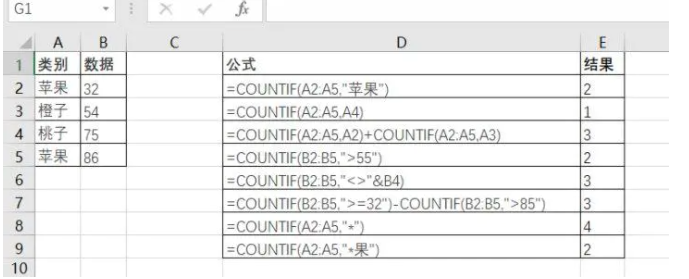 G1 fx
A B C D E
1 类别 数据 公式 结果
2 苹果 32 =COUNTIF(A2:A5,"苹果") 2
3 橙子 54 =COUNTIF(A2:A5,A4) 1
4 桃子 75 =COUNTIF(A2:A5,A2)+COUNTIF(A2:A5,A3) 3
5 苹果 86 =COUNTIF(B2:B5,">55") 2
6 =COUNTIF(B2:B5,"<>"&B4) 3
7 =COUNTIF(B2:B5,">=32")-COUNTIF(B2:B5,">85") 3
8 =COUNTIF(A2:A5,"*") 4
9 =COUNTIF(A2:A5,"*果") 2
10